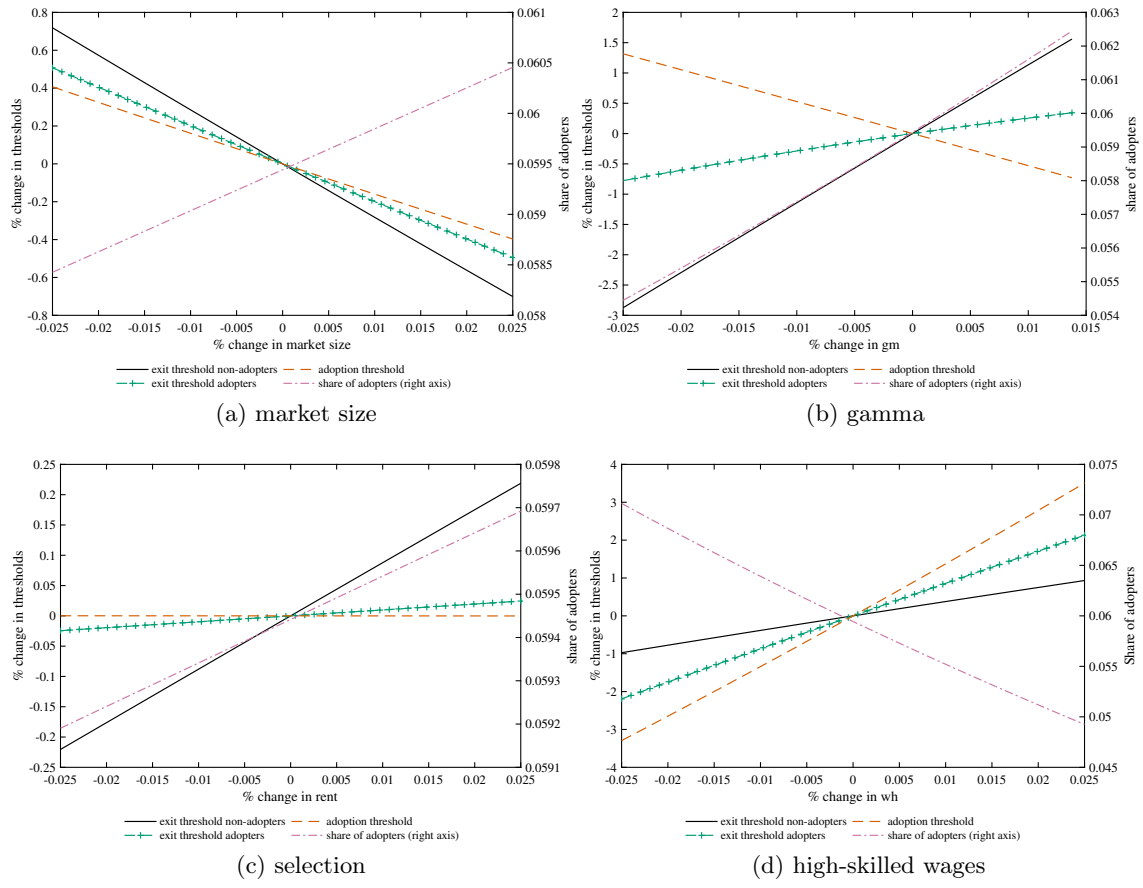 0.8 0.061
0.6 0.0605
0.4
0.2 0.06
0 0.0595
-0.2 0.059
-0.4
-0.6 0.0585
-0.8 0.058
% change in thresholds
share of adopters
-0.025 -0.02 -0.015 -0.01 -0.005 0 0.005 0.01 0.015 0.02 0.025
% change in market size
exit threshold non-adopters adoption threshold
exit threshold adopters share of adopters (right axis)
(a) market size
2 0.063
1.5 0.062
1 0.061
0.5 0.06
0 0.059
-0.5
-1 0.058
-1.5 0.057
-2 0.056
-2.5 0.055
-3 0.054
% change in thresholds
share of adopters
-0.025 -0.02 -0.015 -0.01 -0.005 0 0.005 0.01 0.015
% change in gm
exit threshold non-adopters adoption threshold
exit threshold adopters share of adopters (right axis)
(b) gamma
0.25 0.0598
0.2 0.0597
0.15
0.1 0.0596
0.05 0.0595
0
-0.05 0.0594
-0.1 0.0593
-0.15
-0.2 0.0592
-0.25 0.0591
% change in thresholds
share of adopters
-0.025 -0.02 -0.015 -0.01 -0.005 0 0.005 0.01 0.015 0.02 0.025
% change in rent
exit threshold non-adopters adoption threshold
exit threshold adopters share of adopters (right axis)
(c) selection
4 0.075
3 0.07
2 0.065
1
0 0.06
-1 0.055
-2
-3 0.05
-4 0.045
% change in thresholds
Share of adopters
-0.025 -0.02 -0.015 -0.01 -0.005 0 0.005 0.01 0.015 0.02 0.025
% change in wh
exit threshold non-adopters adoption threshold
exit threshold adopters share of adopters (right axis)
(d) high-skilled wages